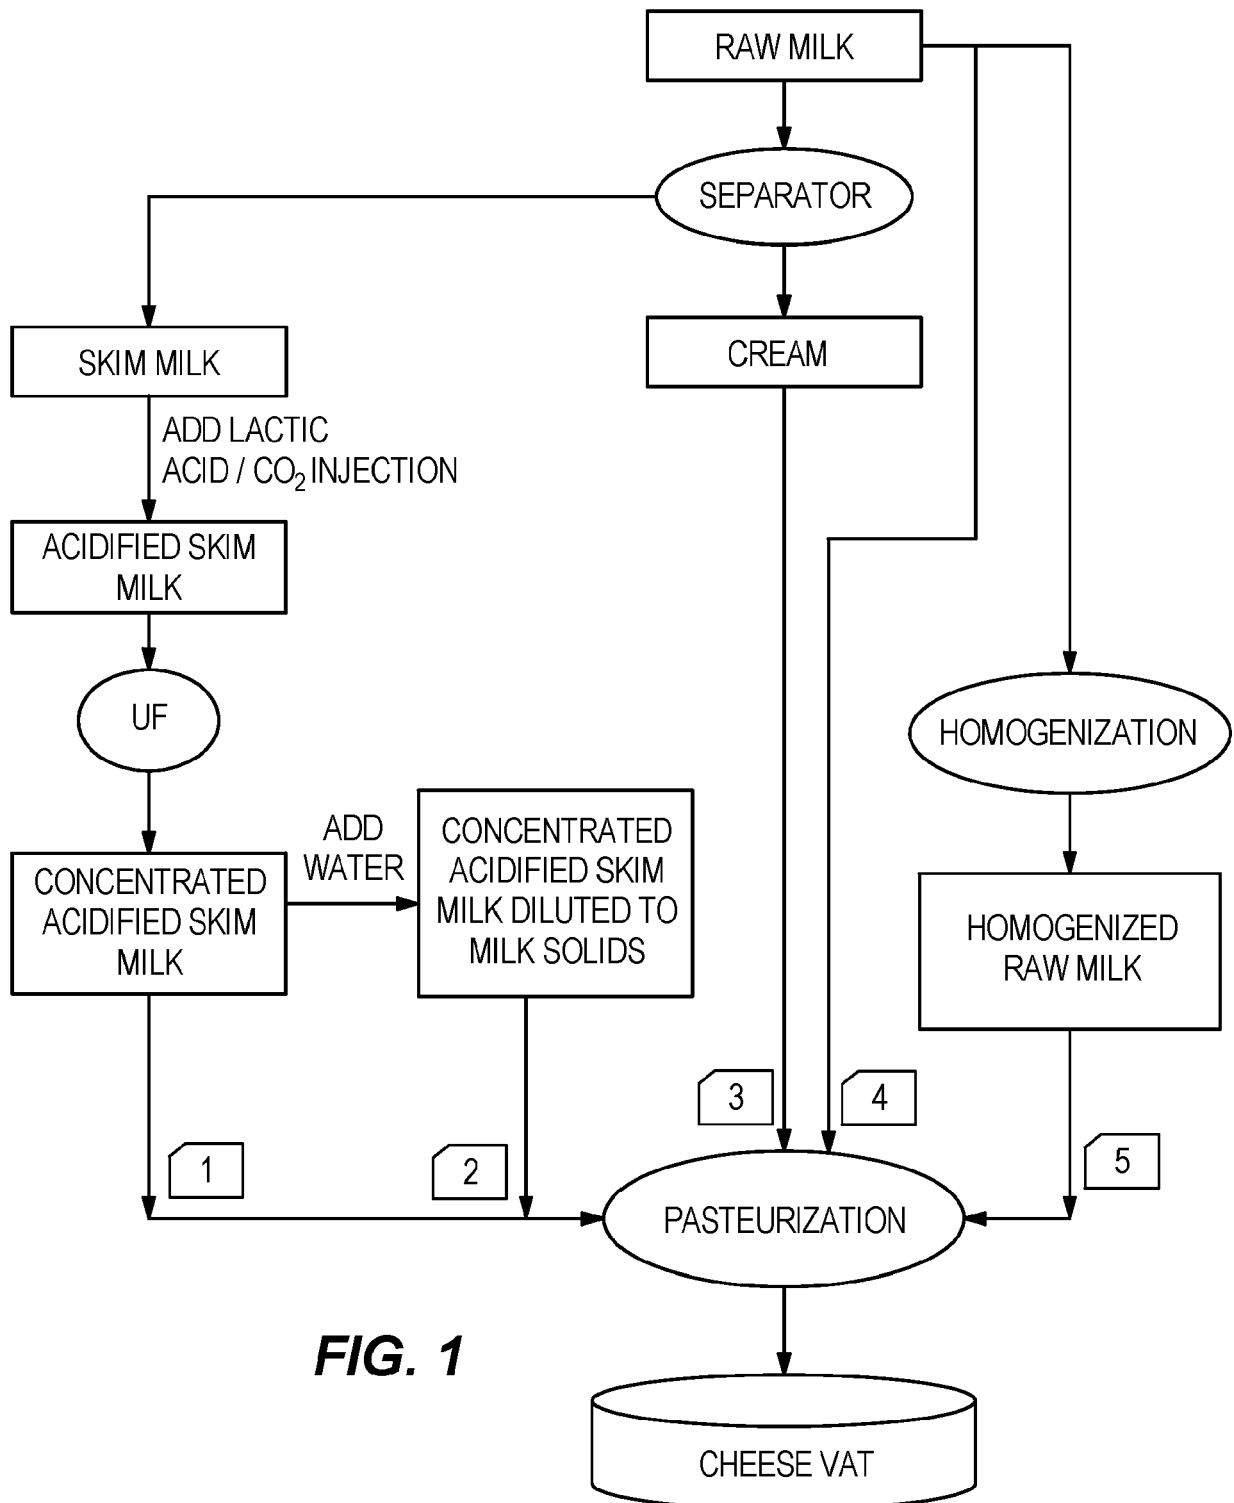 RAW MILK
SEPARATOR
SKIM MILK
CREAM
ADD LACTIC
ACID / CO₂ INJECTION
ACIDIFIED SKIM
MILK
UF
HOMOGENIZATION
ADD
WATER
CONCENTRATED
ACIDIFIED SKIM
MILK
CONCENTRATED
ACIDIFIED SKIM
MILK DILUTED TO
MILK SOLIDS
HOMOGENIZED
RAW MILK
1
2
3
4
5
PASTEURIZATION
FIG. 1
CHEESE VAT